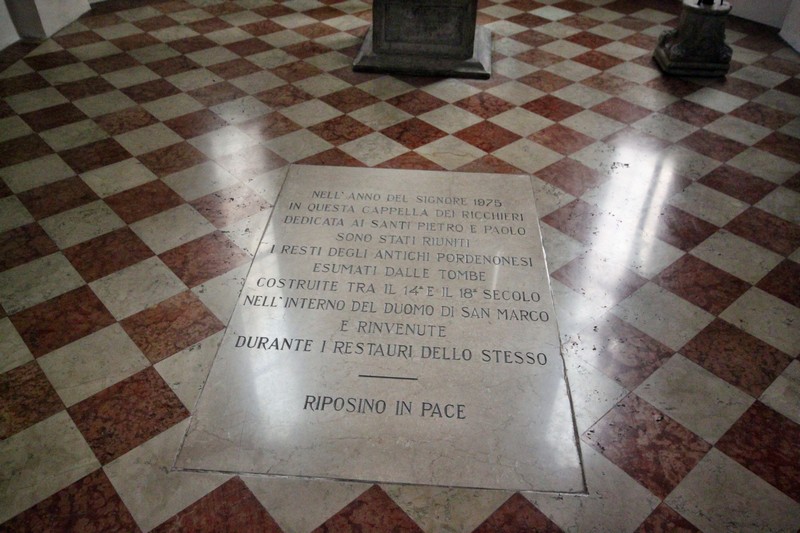 NELL'ANNO DEL SIGNORE 1975
IN QUESTA CAPPELLA DEI RICCHIERI
DEDICATA AI SANTI PIETRO E PAOLO
SONO STATI RIUNITI
I RESTI DEGLI ANTICHI PORDENONESI
ESUMATI DALLE TOMBE
COSTRUITE TRA IL 14° E IL 18° SECOLO
NELL'INTERNO DEL DUOMO DI SAN MARCO
E RINVENUTE
DURANTE I RESTAURI DELLO STESSO
RIPOSINO IN PACE